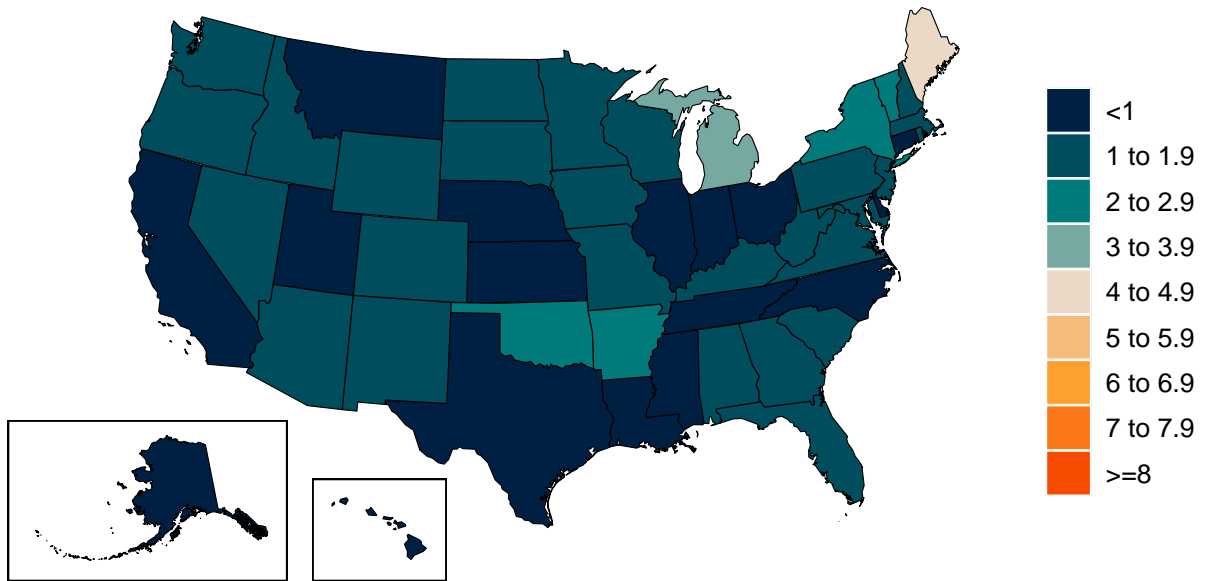 <1
1 to 1.9
2 to 2.9
3 to 3.9
4 to 4.9
5 to 5.9
6 to 6.9
7 to 7.9
>=8